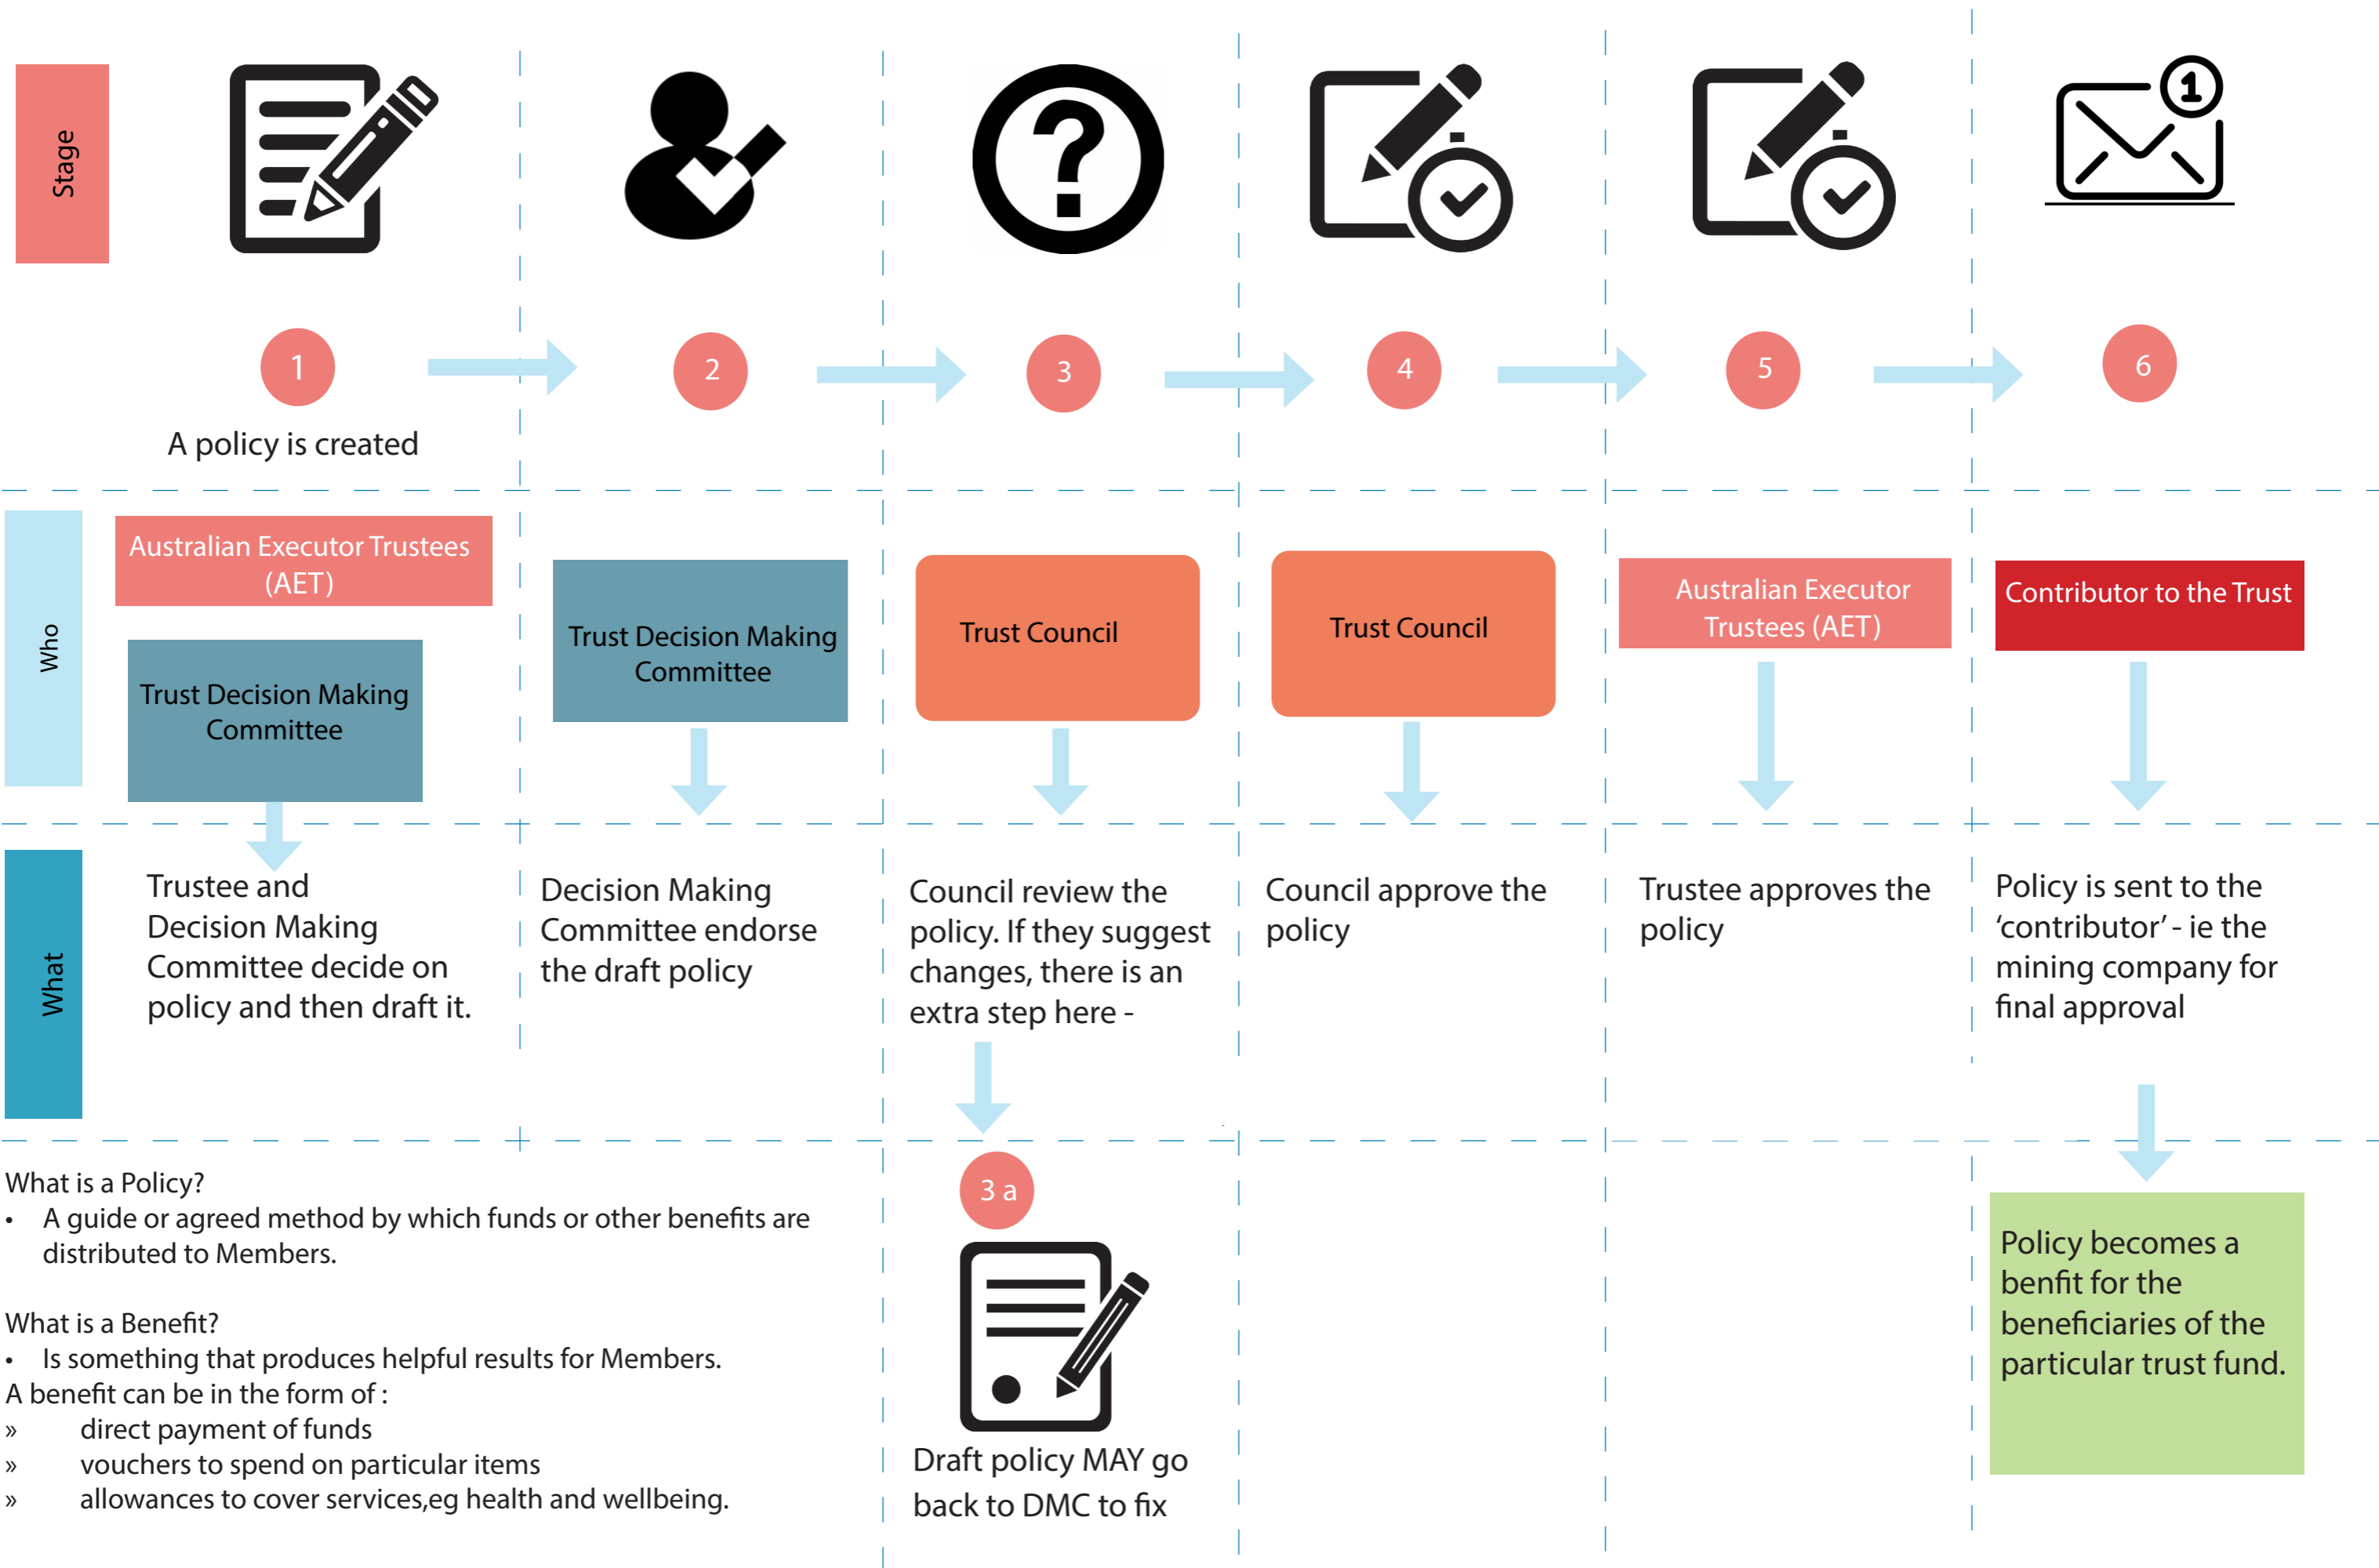 Stage
1
1
2
3
4
5
6
A policy is created
Who
Australian Executor Trustees
(AET)
Trust Decision Making
Committee
Trust Decision Making
Committee
Trust Council
Trust Council
Australian Executor
Trustees (AET)
Contributor to the Trust
What
Trustee and
Decision Making
Committee decide on
policy and then draft it.
Decision Making
Committee endorse
the draft policy
Council review the
policy. If they suggest
changes, there is an
extra step here -
Council approve the
policy
Trustee approves the
policy
Policy is sent to the
‘contributor’ - ie the
mining company for
final approval
What is a Policy?
• A guide or agreed method by which funds or other benefits are
distributed to Members.
What is a Benefit?
• Is something that produces helpful results for Members.
A benefit can be in the form of :
» direct payment of funds
» vouchers to spend on particular items
» allowances to cover services,eg health and wellbeing.
3 a
Draft policy MAY go
back to DMC to fix
Policy becomes a
benfit for the
beneficiaries of the
particular trust fund.